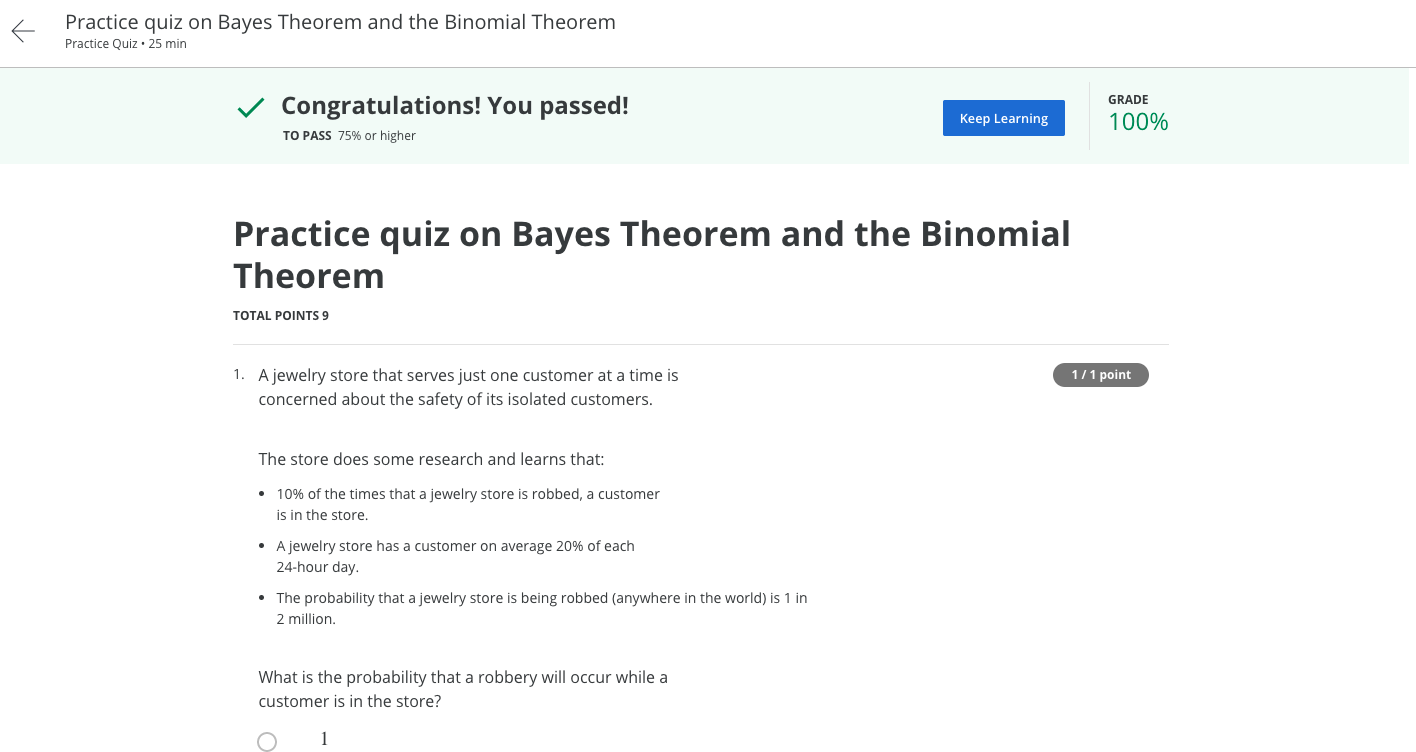 Practice quiz on Bayes Theorem and the Binomial Theorem
Practice Quiz • 25 min
Congratulations! You passed!
TO PASS 75% or higher
Keep Learning
GRADE
100%
Practice quiz on Bayes Theorem and the Binomial
Theorem
TOTAL POINTS 9
1. A jewelry store that serves just one customer at a time is
concerned about the safety of its isolated customers.
1 / 1 point
The store does some research and learns that:
• 10% of the times that a jewelry store is robbed, a customer
is in the store.
• A jewelry store has a customer on average 20% of each
24-hour day.
• The probability that a jewelry store is being robbed (anywhere in the world) is 1 in
2 million.
What is the probability that a robbery will occur while a
customer is in the store?
1